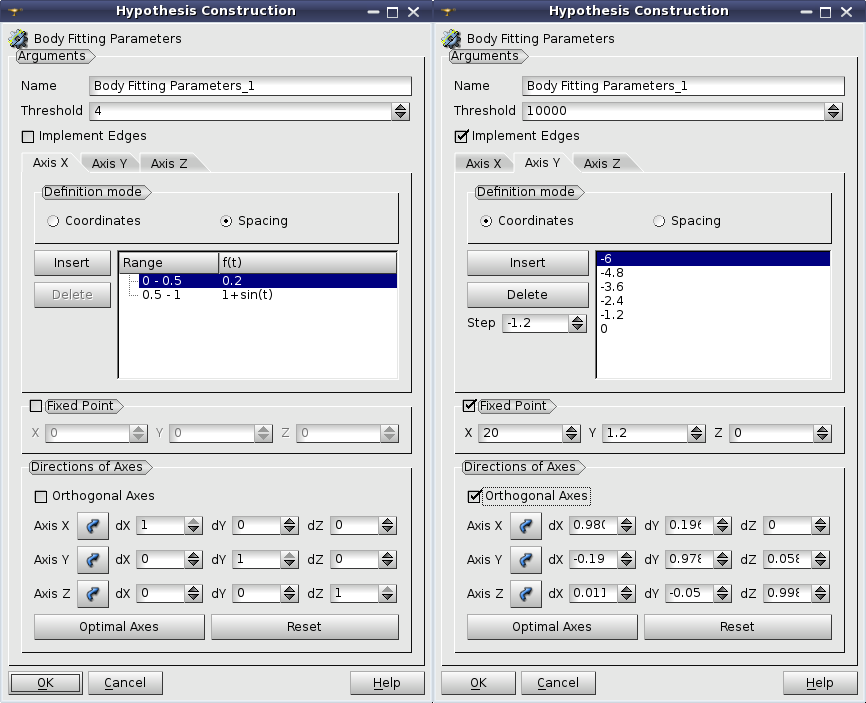 Hypothesis Construction
Body Fitting Parameters
Arguments
Name Body Fitting Parameters_1
Threshold 4
Implement Edges
Axis X Axis Y Axis Z
Definition mode
Coordinates Spacing
Insert
Delete
Range f(t)
0 - 0.5 0.2
0.5 - 1 1+sin(t)
Fixed Point
X 0 Y 0 Z 0
Directions of Axes
Orthogonal Axes
Axis X dX 1 dY 0 dZ 0
Axis Y dX 0 dY 1 dZ 0
Axis Z dX 0 dY 0 dZ 1
Optimal Axes Reset
OK Cancel Help
Hypothesis Construction
Body Fitting Parameters
Arguments
Name Body Fitting Parameters_1
Threshold 10000
Implement Edges
Axis X Axis Y Axis Z
Definition mode
Coordinates Spacing
Insert
Delete
Step -1.2
-6
-4.8
-3.6
-2.4
-1.2
0
Fixed Point
X 20 Y 1.2 Z 0
Directions of Axes
Orthogonal Axes
Axis X dX 0.980 dY 0.196 dZ 0
Axis Y dX -0.19 dY 0.978 dZ 0.058
Axis Z dX 0.011 dY -0.05 dZ 0.998
Optimal Axes Reset
OK Cancel Help